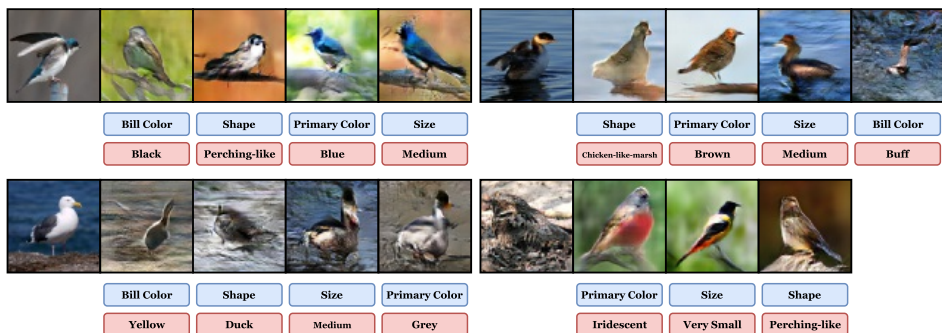 Bill Color Shape Primary Color Size
Black Perching-like Blue Medium
Shape Primary Color Size Bill Color
Chicken-like-marsh Brown Medium Buff
Bill Color Shape Size Primary Color
Yellow Duck Medium Grey
Primary Color Size Shape
Iridescent Very Small Perching-like